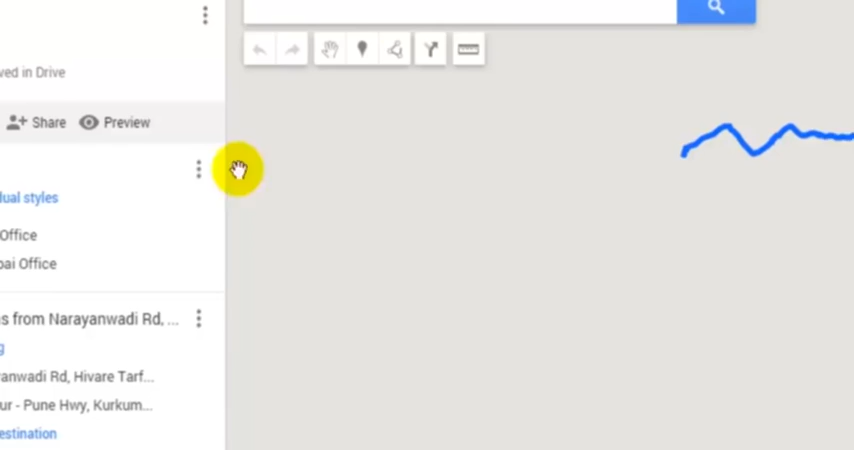 ved in Drive
Share Preview
dual styles
Office
bai Office
s from Narayanwadi Rd, ...
g
anwadi Rd, Hivare Tarf...
ur - Pune Hwy, Kurkum...
estination